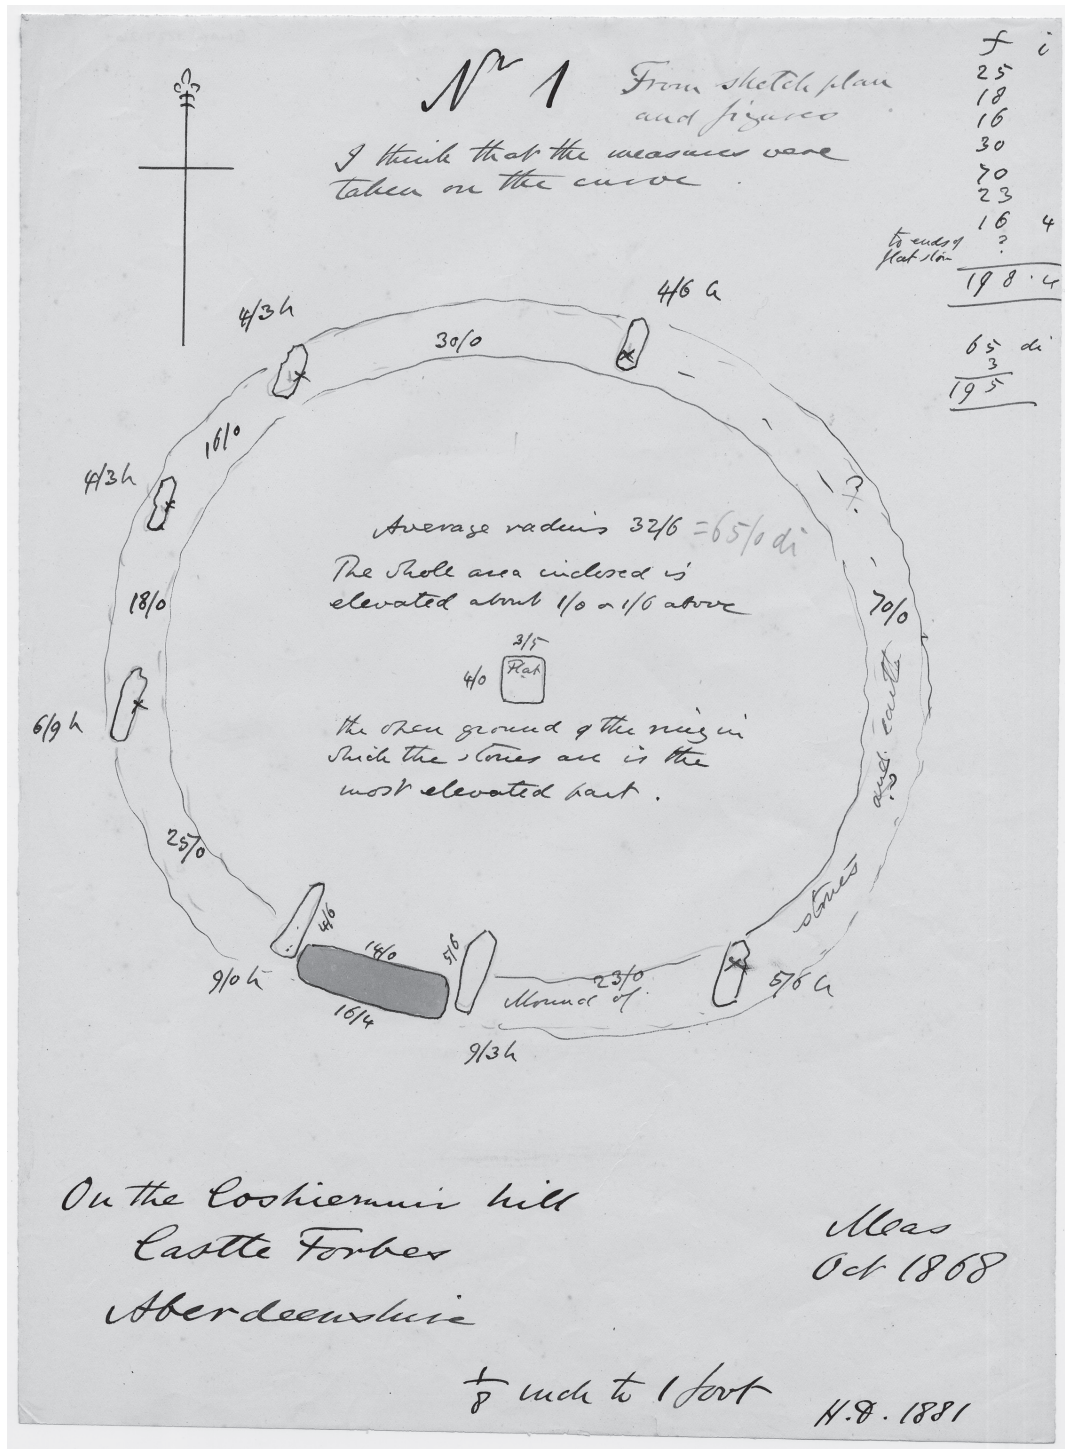 Nr 1
From sketch plan
and figures
I think that the measures were
taken on the curve
f i
25
18
16
30
70
23
16 4
to ends of
flat ston
?
198.4
65 di
3
195
4/3 h
4/6 h
30/0
16/0
4/3 h
18/0
6/9 h
25/0
?
70/0
Average radius 32/6 = 65/0 di
The whole area inclosed is
elevated about 1/0 or 1/6 above
3/5
4/0
Flat
the open ground & the ring in
which the stones are is the
most elevated part.
4/6
14/0
5/6
9/0 h
16/4
9/3 h
23/0
Mound of
stones
and earth
?
5/6 h
On the Coshiemuir hill
Castle Forbes
Aberdeenshire
Meas
Oct 1868
1/8 inch to 1 foot
H.D. 1881